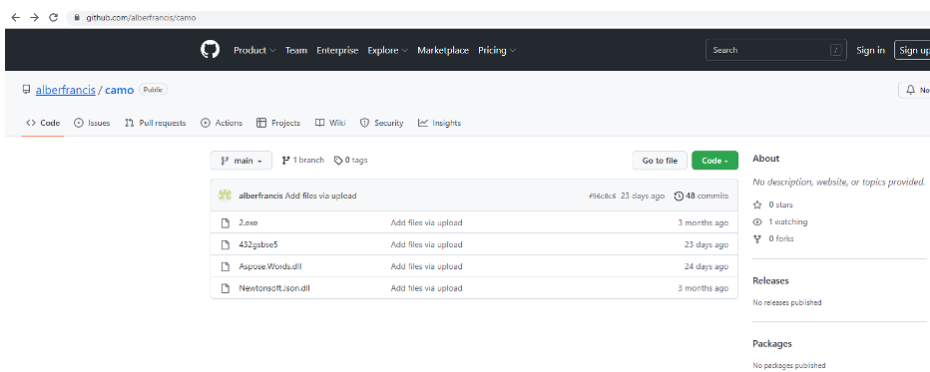 github.com/alberfrancis/camo
Product Team Enterprise Explore Marketplace Pricing Search / Sign in Sign up
alberfrancis / camo Public No
<> Code Issues Pull requests Actions Projects Wiki Security Insights
main 1 branch 0 tags Go to file Code
About
alberfrancis Add files via upload 23 days ago 48 commits
No description, website, or topics provided.
0 stars
2.exe Add files via upload 3 months ago
1 watching
432gsbse5 Add files via upload 23 days ago
0 forks
Aspose.Words.dll Add files via upload 24 days ago
Newtonsoft.Json.dll Add files via upload 3 months ago
Releases
No releases published
Packages
No packages published